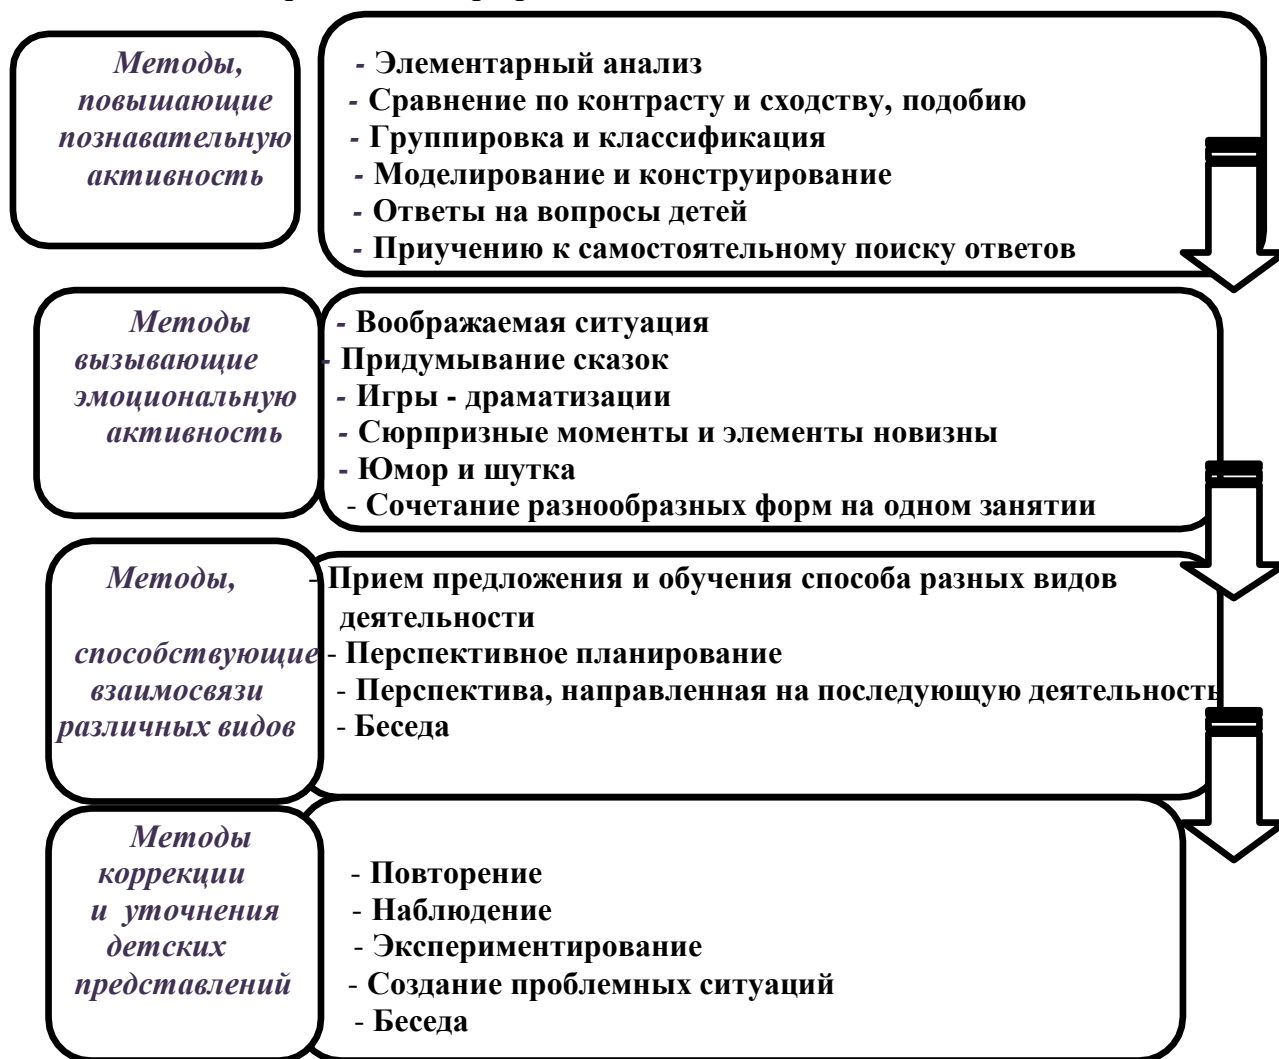 Методы,
повышающие
познавательную
активность
- Элементарный анализ
- Сравнение по контрасту и сходству, подобию
- Группировка и классификация
- Моделирование и конструирование
- Ответы на вопросы детей
- Приучению к самостоятельному поиску ответов
Методы
вызывающие
эмоциональную
активность
- Воображаемая ситуация
- Придумывание сказок
- Игры - драматизации
- Сюрпризные моменты и элементы новизны
- Юмор и шутка
- Сочетание разнообразных форм на одном занятии
Методы,
способствующие
взаимосвязи
различных видов
- Прием предложения и обучения способа разных видов
деятельности
- Перспективное планирование
- Перспектива, направленная на последующую деятельность
- Беседа
Методы
коррекции
и уточнения
детских
представлений
- Повторение
- Наблюдение
- Экспериментирование
- Создание проблемных ситуаций
- Беседа